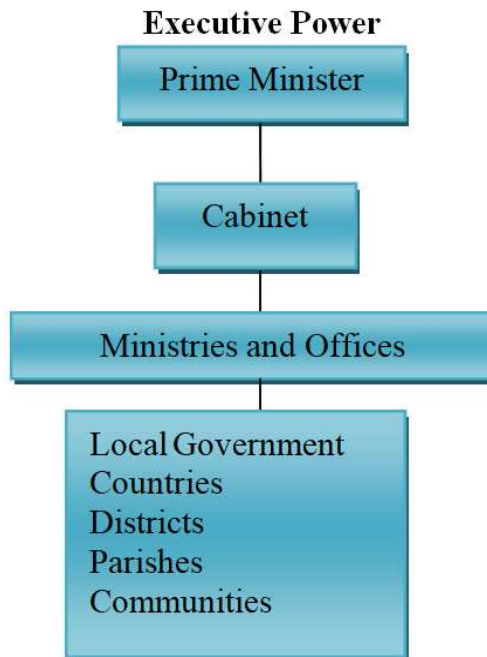 Executive Power
Prime Minister
Cabinet
Ministries and Offices
Local Government
Countries
Districts
Parishes
Communities